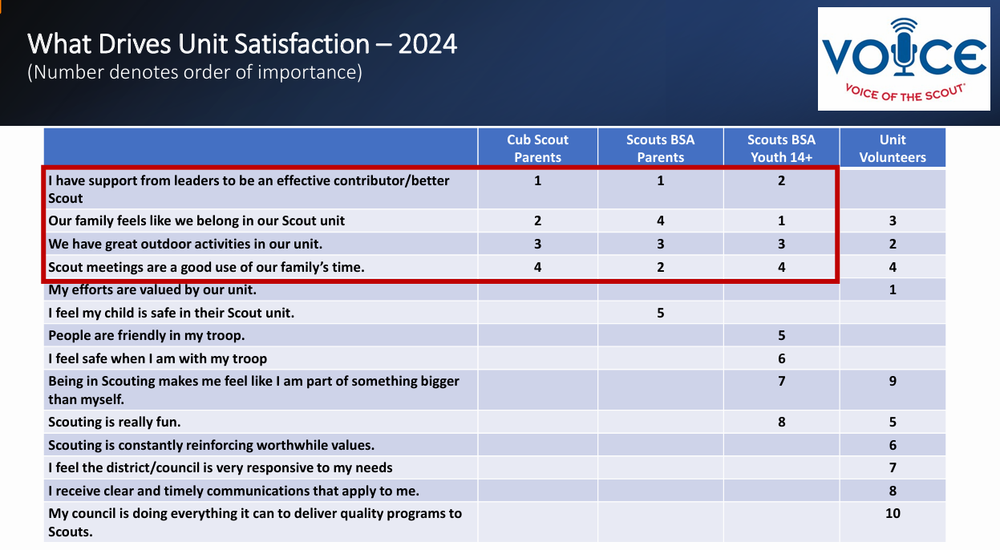 What Drives Unit Satisfaction – 2024
(Number denotes order of importance)
VOICE
VOICE OF THE SCOUT
Cub Scout Parents Scouts BSA Parents Scouts BSA Youth 14+ Unit Volunteers
I have support from leaders to be an effective contributor/better 1 1 2
Scout
Our family feels like we belong in our Scout unit 2 4 1 3
We have great outdoor activities in our unit. 3 3 3 2
Scout meetings are a good use of our family’s time. 4 2 4 4
My efforts are valued by our unit. 1
I feel my child is safe in their Scout unit. 5
People are friendly in my troop. 5
I feel safe when I am with my troop 6
Being in Scouting makes me feel like I am part of something bigger 7 9
than myself.
Scouting is really fun. 8 5
Scouting is constantly reinforcing worthwhile values. 6
I feel the district/council is very responsive to my needs 7
I receive clear and timely communications that apply to me. 8
My council is doing everything it can to deliver quality programs to 10
Scouts.